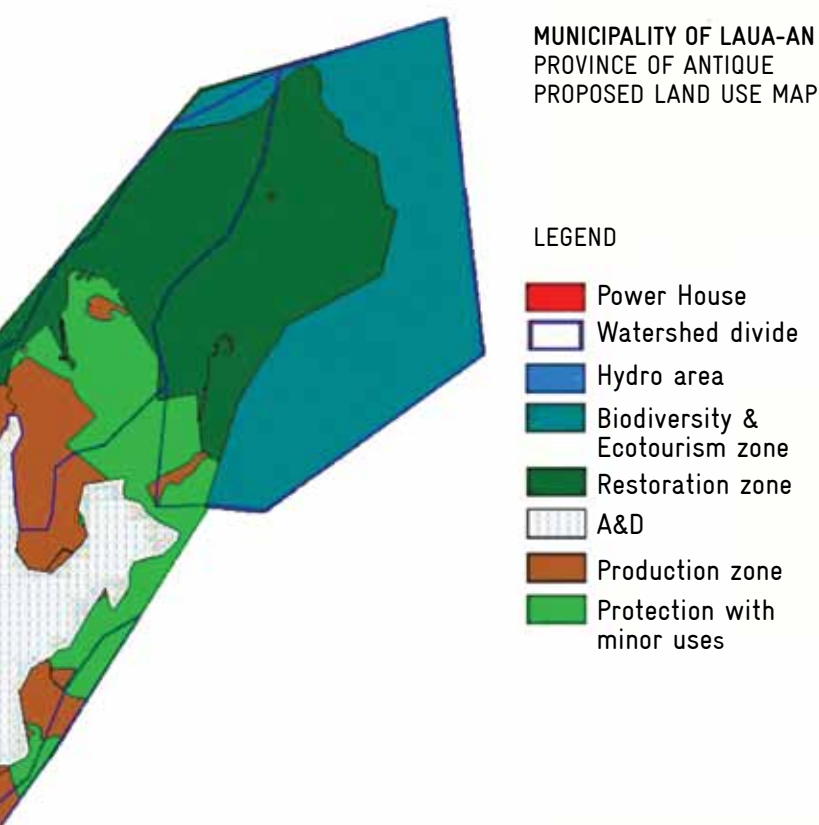 MUNICIPALITY OF LAUA-AN
PROVINCE OF ANTIQUE
PROPOSED LAND USE MAP
LEGEND
Power House
Watershed divide
Hydro area
Biodiversity &
Ecotourism zone
Restoration zone
A&D
Production zone
Protection with
minor uses